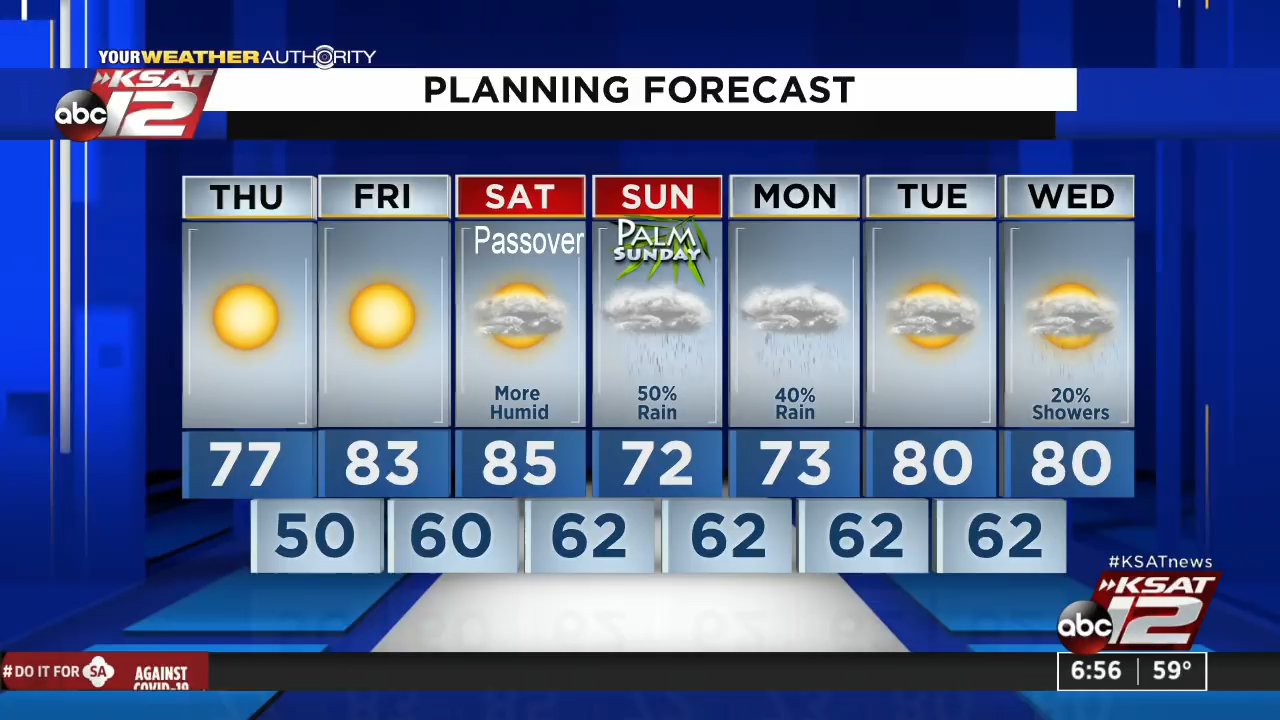 YOURWEATHERAUTHORITY
KSAT
abc 12
PLANNING FORECAST
THU FRI SAT SUN MON TUE WED
Passover PALM
SUNDAY
More 50% 40% 20%
Humid Rain Rain Showers
77 83 85 72 73 80 80
50 60 62 62 62 62
#KSATnews
KSAT
abc 12
#DO IT FOR SA AGAINST
COVID-19
6:56 59°